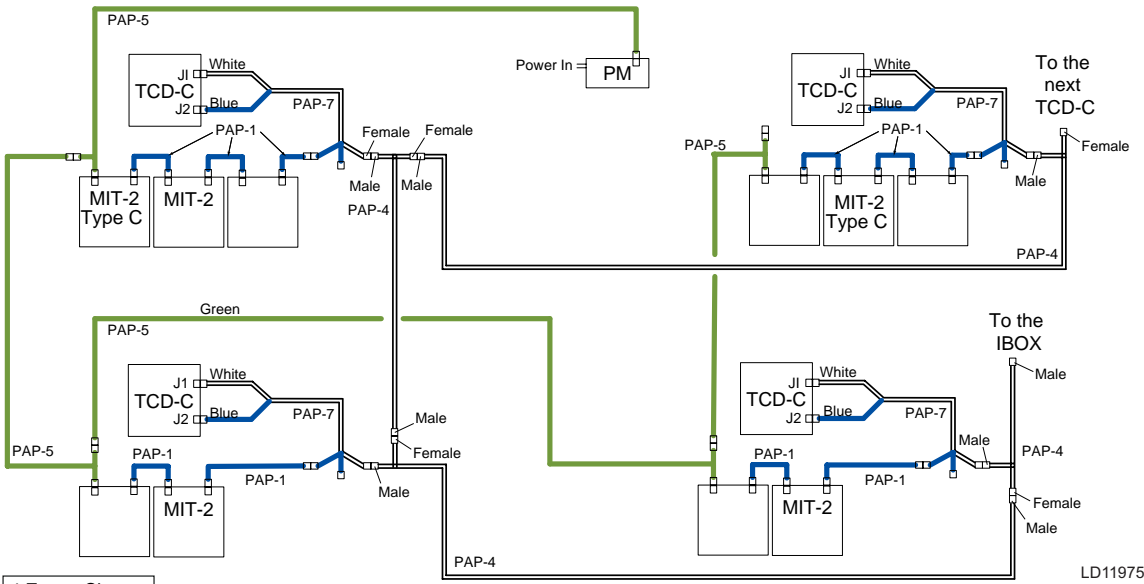 PAP-5
Power In
PM
JI
White
TCD-C
J2
Blue
PAP-7
PAP-1
Female
Female
Male
Male
MIT-2
Type C
MIT-2
PAP-4
JI
White
TCD-C
J2
Blue
PAP-7
To the
next
TCD-C
PAP-1
PAP-5
Female
Male
MIT-2
Type C
PAP-4
Green
PAP-5
J1
White
TCD-C
J2
Blue
PAP-7
Male
Female
PAP-5
PAP-1
PAP-1
Male
MIT-2
PAP-4
To the
IBOX
Male
JI
White
TCD-C
J2
Blue
PAP-7
Male
PAP-4
PAP-1
PAP-1
Female
Male
MIT-2
LD11975